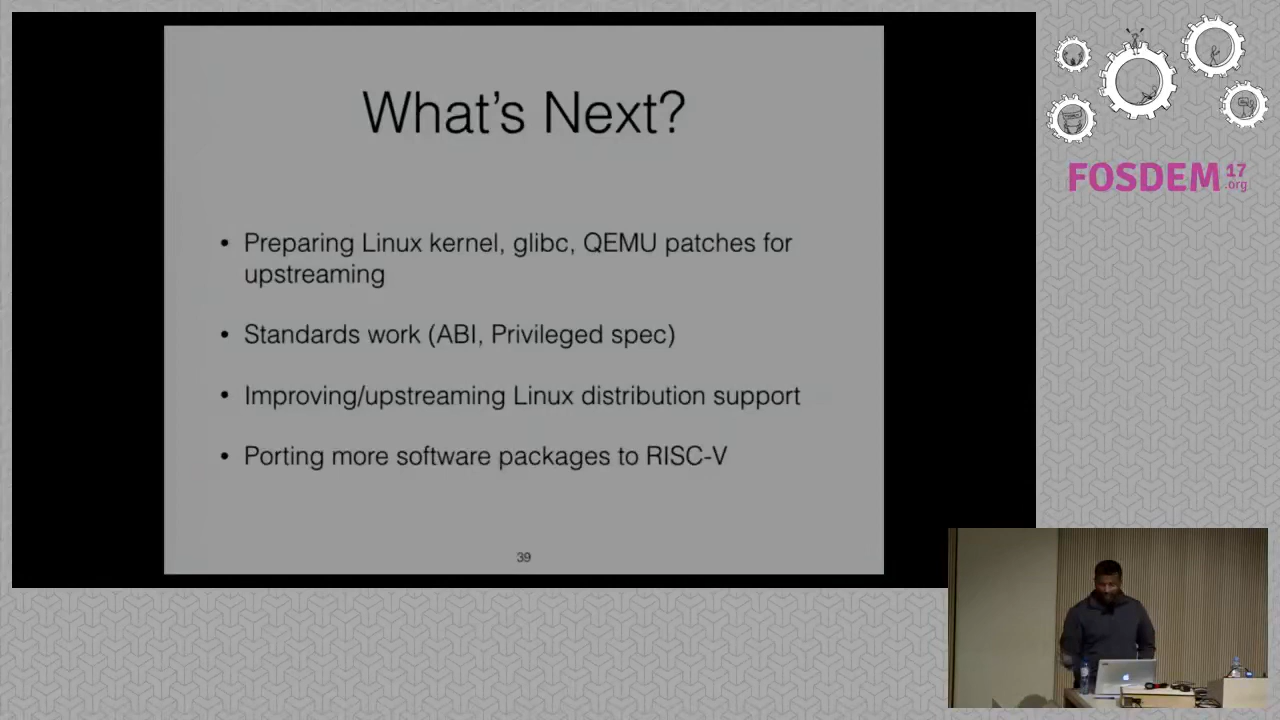 What's Next?
• Preparing Linux kernel, glibc, QEMU patches for
upstreaming
• Standards work (ABI, Privileged spec)
• Improving/upstreaming Linux distribution support
• Porting more software packages to RISC-V
39
FOSDEM 17
.org